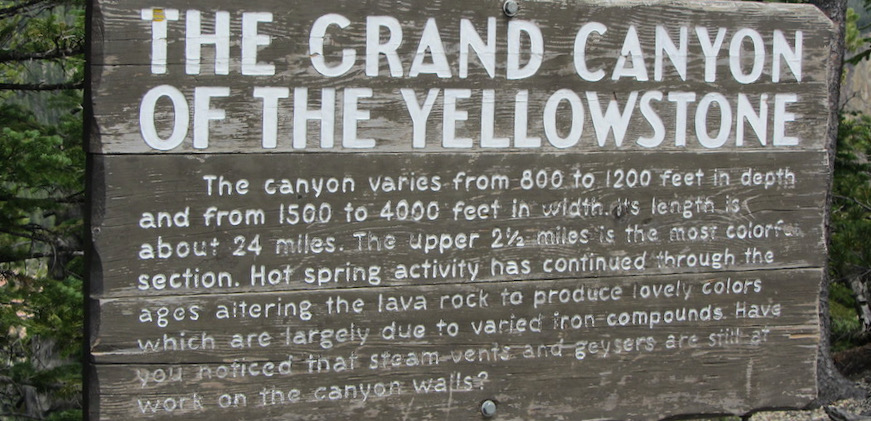 THE GRAND CANYON
OF THE YELLOWSTONE
The canyon varies from 800 to 1200 feet in depth
and from 1500 to 4000 feet in width. Its length is
about 24 miles. The upper 2½ miles is the most colorful
section. Hot spring activity has continued through the
ages altering the lava rock to produce lovely colors
which are largely due to varied iron compounds. Have
you noticed that steam vents and geysers are still at
work on the canyon walls?